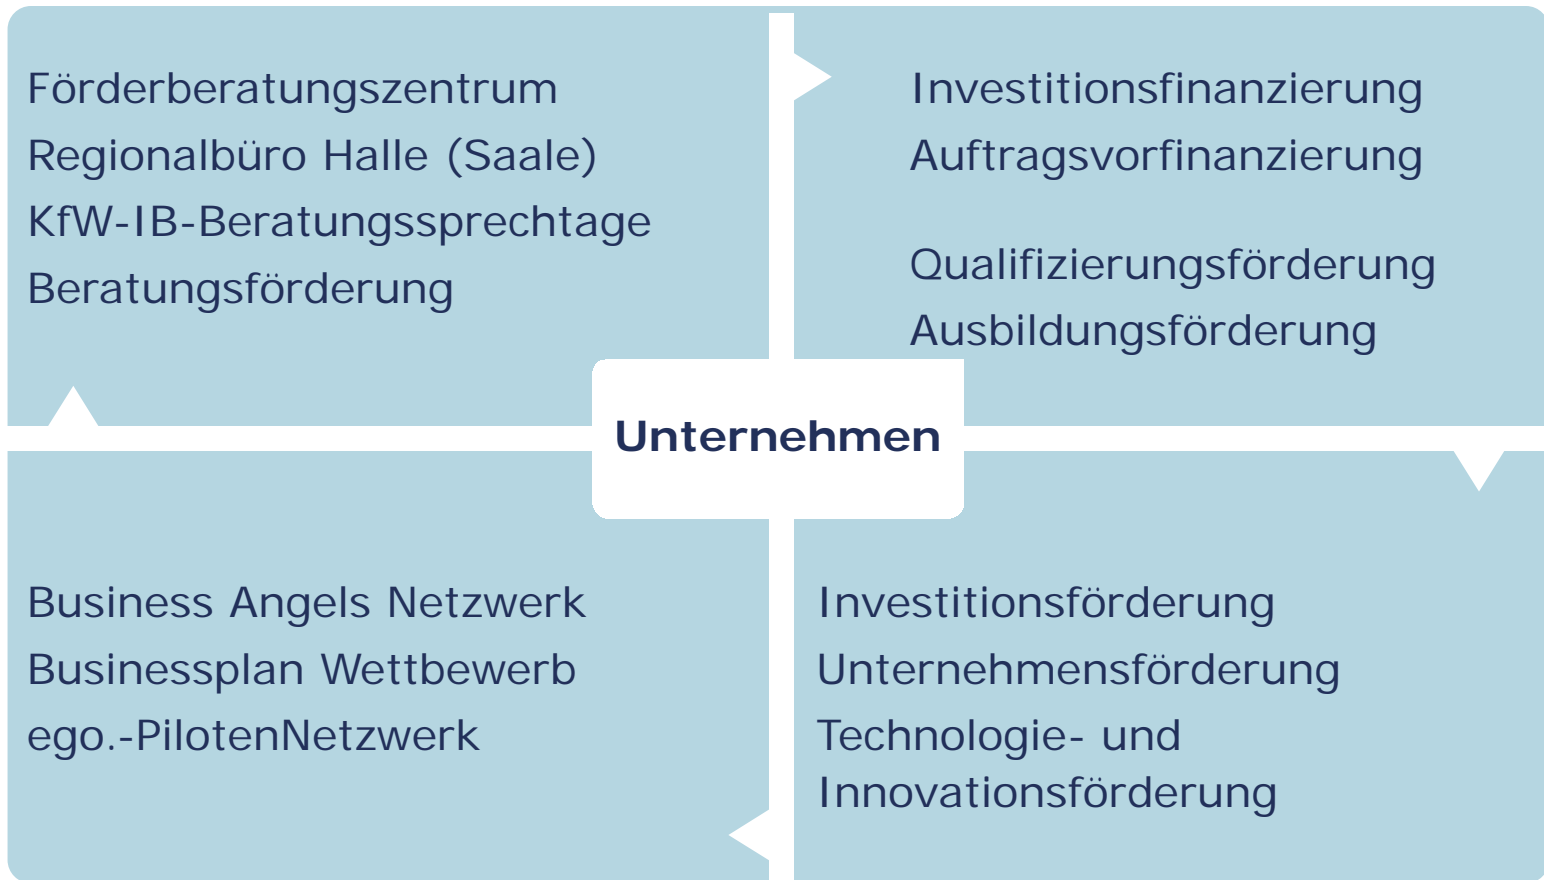 Förderberatungszentrum
Regionalbüro Halle (Saale)
KfW-IB-Beratungssprechtage
Beratungsförderung
Investitionsfinanzierung
Auftragsvorfinanzierung
Qualifizierungsförderung
Ausbildungsförderung
Unternehmen
Business Angels Netzwerk
Businessplan Wettbewerb
ego.-PilotenNetzwerk
Investitionsförderung
Unternehmensförderung
Technologie- und
Innovationsförderung